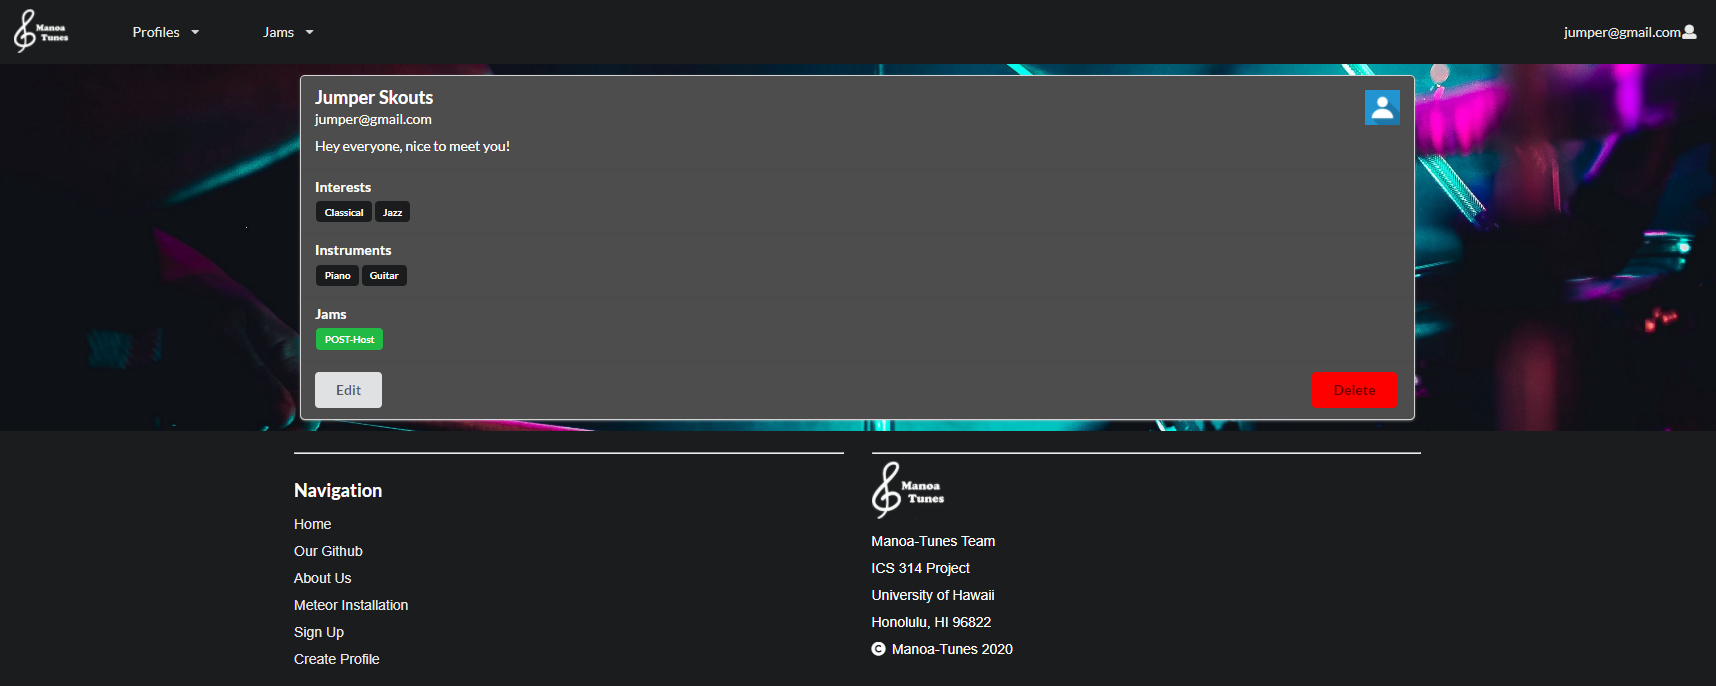 Manoa
Tunes
Profiles
Jams
jumper@gmail.com
Jumper Skouts
jumper@gmail.com
Hey everyone, nice to meet you!
Interests
Classical Jazz
Instruments
Piano Guitar
Jams
POST-Host
Edit
Delete
Navigation
Home
Our Github
About Us
Meteor Installation
Sign Up
Create Profile
Manoa
Tunes
Manoa-Tunes Team
ICS 314 Project
University of Hawaii
Honolulu, HI 96822
© Manoa-Tunes 2020